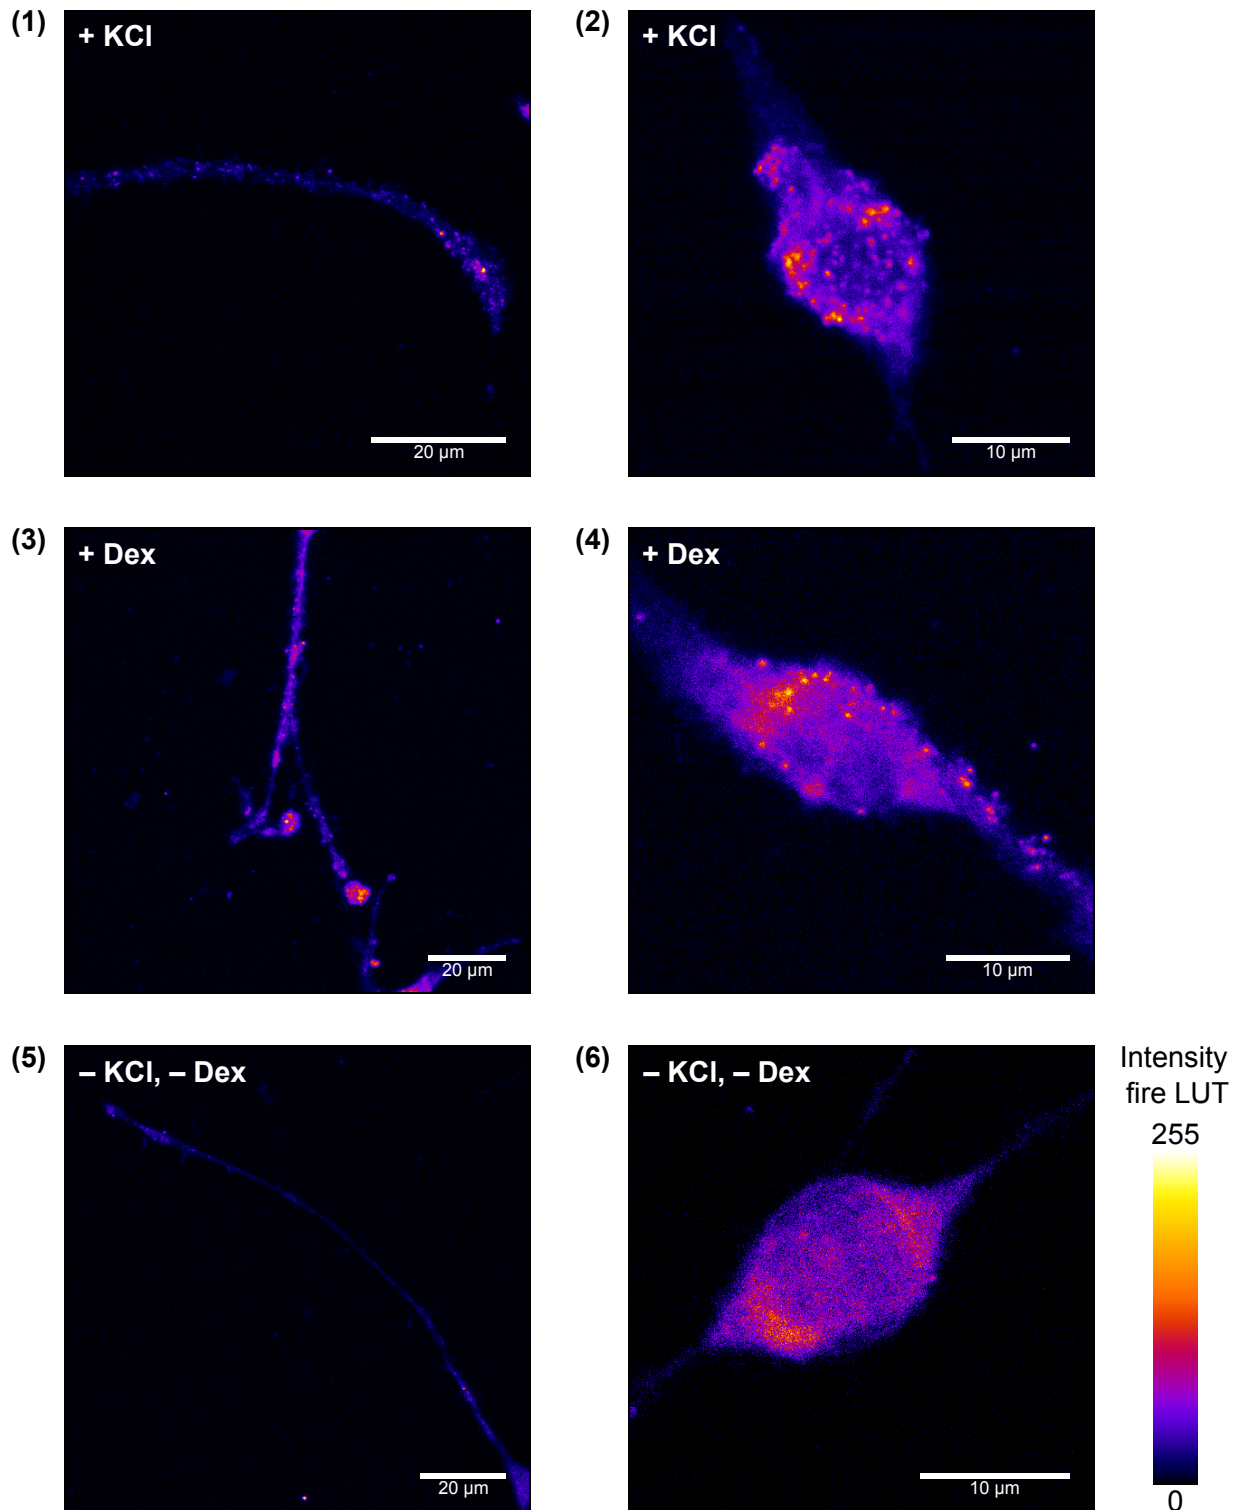 (1)
+ KCl
20 µm
(2)
+ KCl
10 µm
(3)
+ Dex
20 µm
(4)
+ Dex
10 µm
(5)
– KCl, – Dex
20 µm
(6)
– KCl, – Dex
10 µm
Intensity
fire LUT
255
0